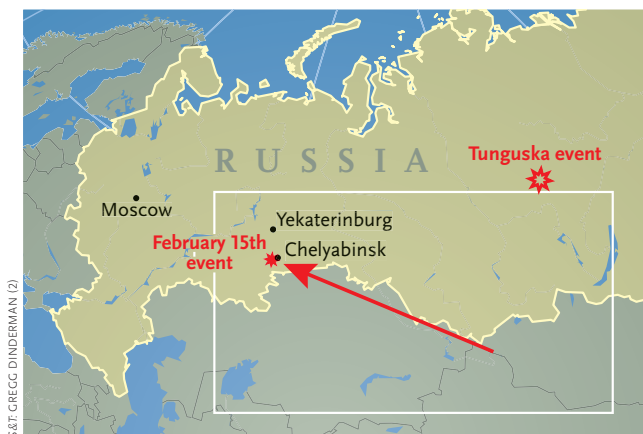 RUSSIA
Tunguska event
Moscow
Yekaterinburg
February 15th
event
Chelyabinsk
S&T: GREGG DINDERMAN (2)